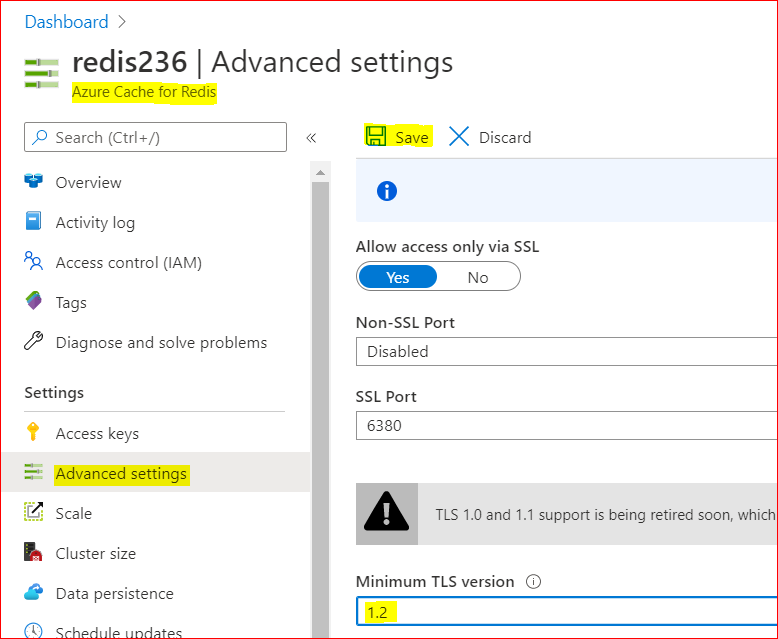 Dashboard >
redis236 | Advanced settings
Azure Cache for Redis
Search (Ctrl+/)
«
Overview
Activity log
Access control (IAM)
Tags
Diagnose and solve problems
Settings
Access keys
Advanced settings
Scale
Cluster size
Data persistence
Schedule updates
Save
Discard
Allow access only via SSL
Yes No
Non-SSL Port
Disabled
SSL Port
6380
TLS 1.0 and 1.1 support is being retired soon, which
Minimum TLS version
1.2